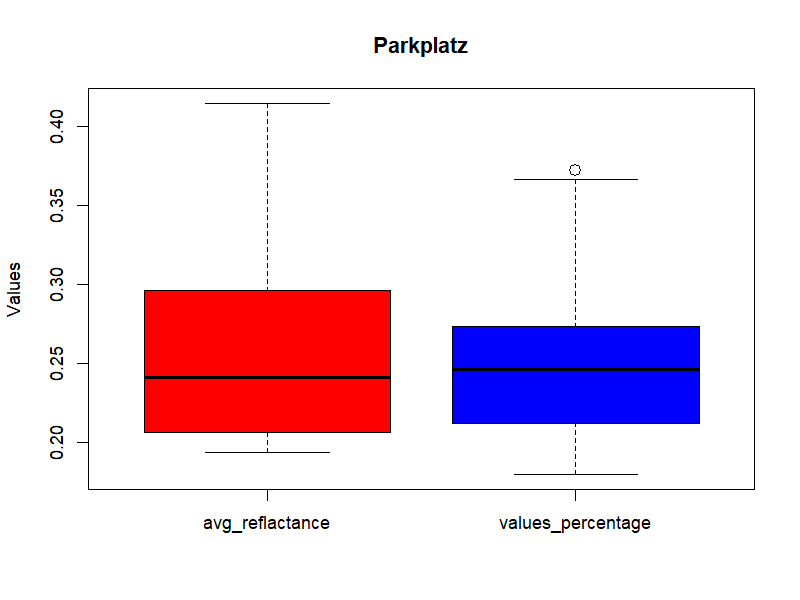 Parkplatz
Values
0.40
0.35
0.30
0.25
0.20
avg_reflactance
values_percentage